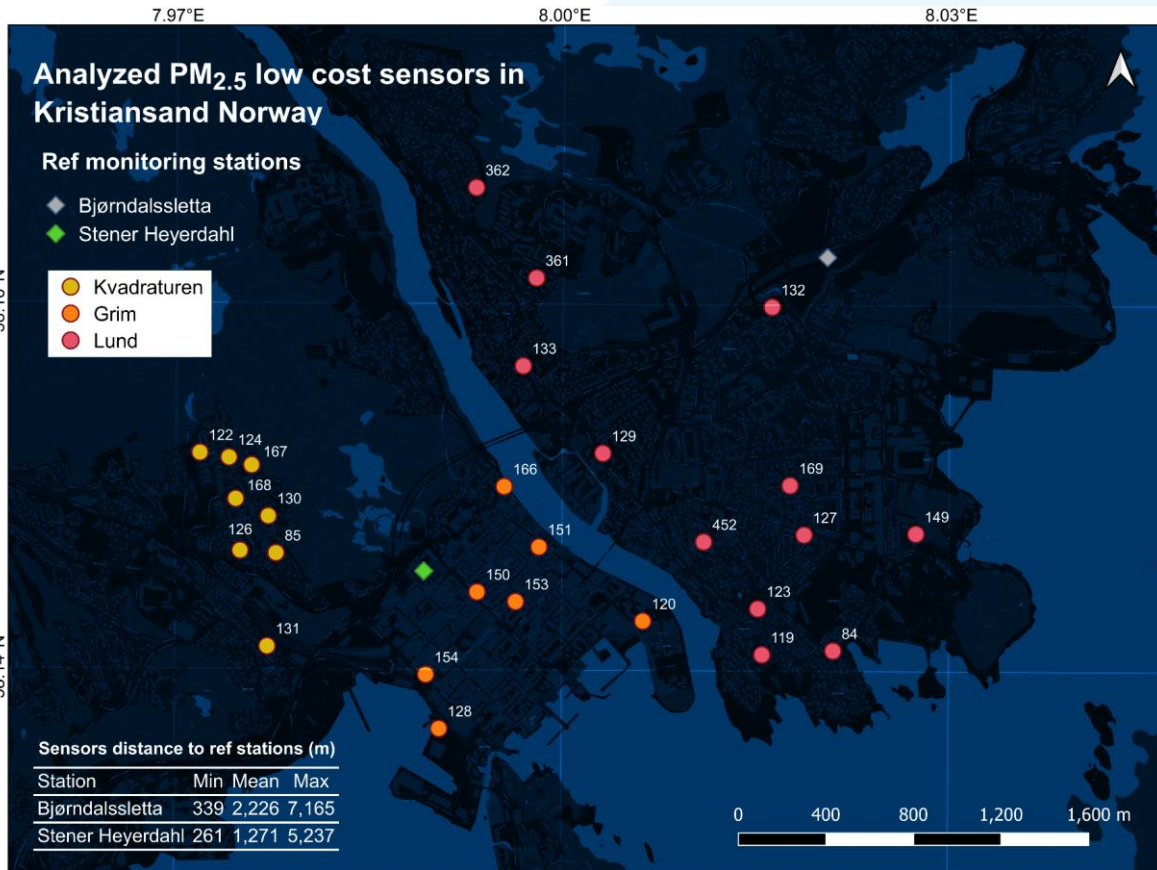 7.97°E 8.00°E 8.03°E
Analyzed PM2.5 low cost sensors in
Kristiansand Norway
Ref monitoring stations
Bjørndalssletta
Stener Heyerdahl
Kvadraturen
Grim
Lund
362
361
132
133
129
122
124
167
166
169
168
130
151
452
127
149
126
85
150
153
120
123
131
119
84
154
128
Sensors distance to ref stations (m)
Station Min Mean Max
Bjørndalssletta 339 2,226 7,165
Stener Heyerdahl 261 1,271 5,237
0 400 800 1,200 1,600 m